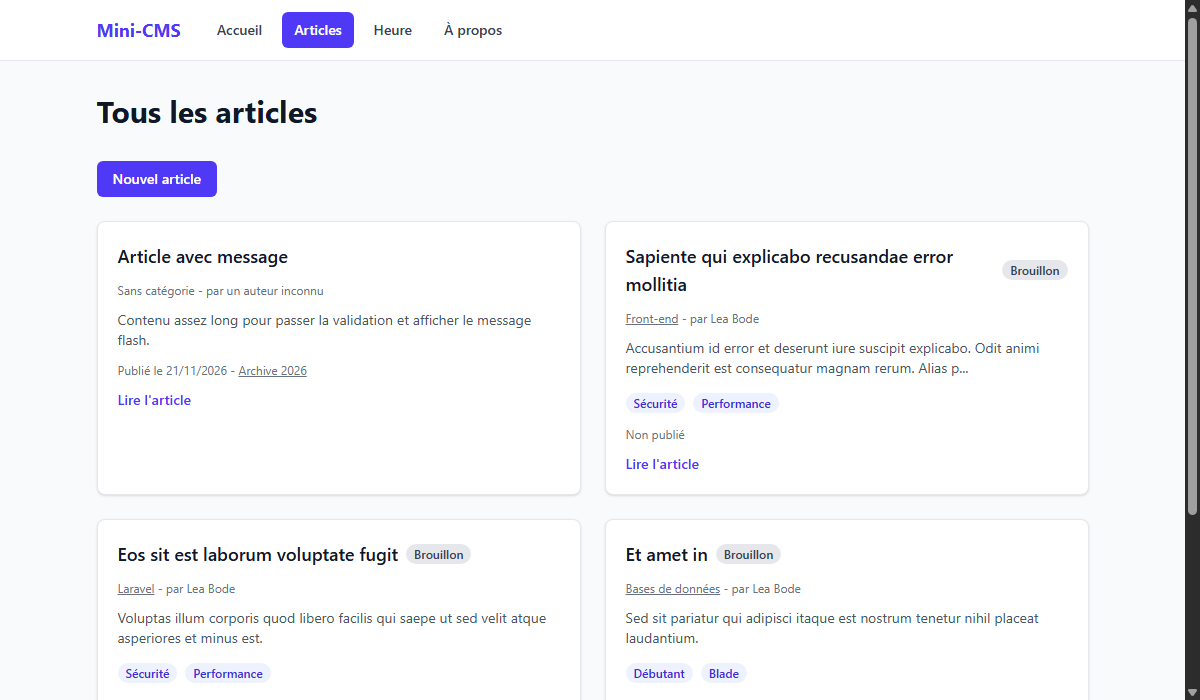 Mini-CMS Accueil Articles Heure À propos
Tous les articles
Nouvel article
Article avec message
Sans catégorie - par un auteur inconnu
Contenu assez long pour passer la validation et afficher le message
flash.
Publié le 21/11/2026 - Archive 2026
Lire l'article
Sapiente qui explicabo recusandae error
mollitia
Brouillon
Front-end - par Lea Bode
Accusantium id error et deserunt iure suscipit explicabo. Odit animi
reprehenderit est consequatur magnam rerum. Alias p...
Sécurité Performance
Non publié
Lire l'article
Eos sit est laborum voluptate fugit Brouillon
Laravel - par Lea Bode
Voluptas illum corporis quod libero facilis qui saepe ut sed velit atque
asperiores et minus est.
Sécurité Performance
Et amet in Brouillon
Bases de données - par Lea Bode
Sed sit pariatur qui adipisci itaque est nostrum tenetur nihil placeat
laudantium.
Débutant Blade